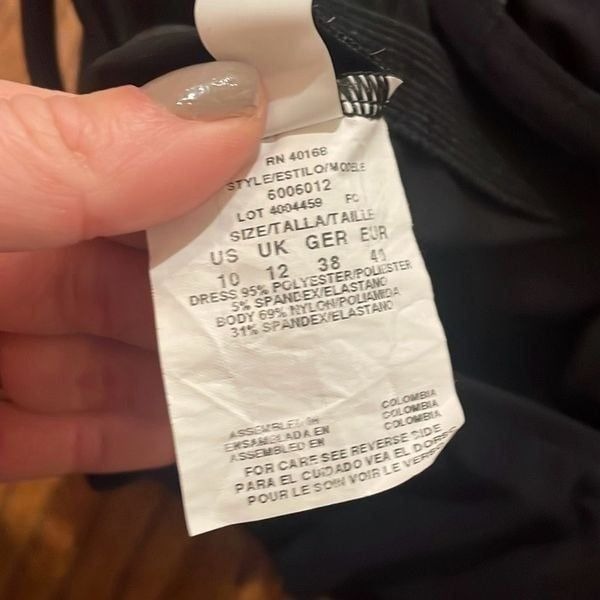 RN 40168
STYLE/ESTILO/MODELE
6006012
LOT 4004459 FC
SIZE/TALLA/TAILLE
US UK GER EUR
10 12 38 41
DRESS 95% POLYESTER/POLIESTER
5% SPANDEX/ELASTANO
BODY 69% NYLON/POLIAMIDA
31% SPANDEX/ELASTANO
ASSEMBLED IN COLOMBIA
ENSAMBLADA EN COLOMBIA
ASSEMBLED EN COLOMBIA
FOR CARE SEE REVERSE SIDE
PARA EL CUIDADO VEA EL DORSO
POUR LE SOIN VOIR LE VERSO